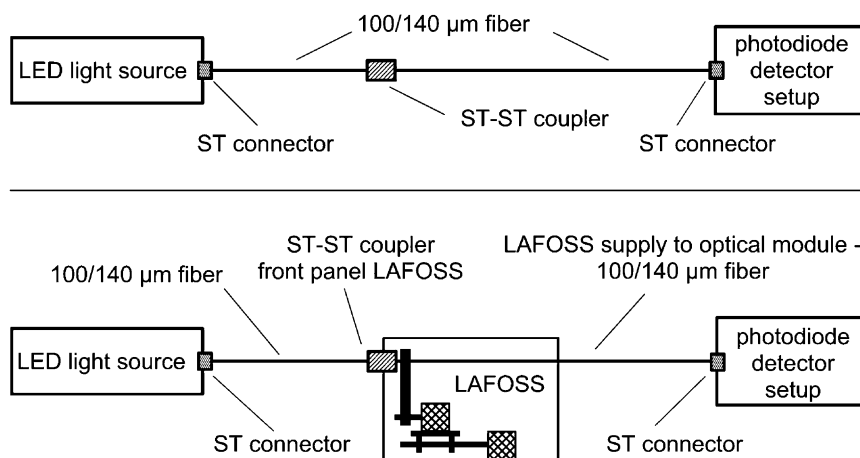 100/140 µm fiber
LED light source
photodiode
detector
setup
ST-ST coupler
ST connector
ST connector
ST-ST coupler
front panel LAFOSS
LAFOSS supply to optical module -
100/140 µm fiber
100/140 µm fiber
LED light source
photodiode
detector
setup
LAFOSS
ST connector
ST connector